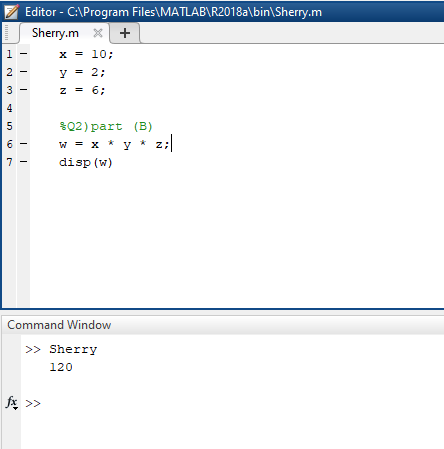 Editor - C:\Program Files\MATLAB\R2018a\bin\Sherry.m
Sherry.m × +
1 - x = 10;
2 - y = 2;
3 - z = 6;
4
5 %Q2)part (B)
6 - w = x * y * z;
7 - disp(w)
Command Window
>> Sherry
120
fx >>